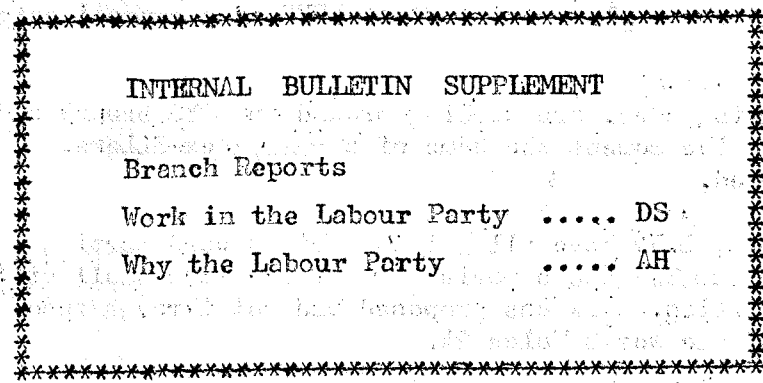 INTERNAL BULLETIN SUPPLEMENT
Branch Reports
Work in the Labour Party ..... DS
Why the Labour Party ..... AH